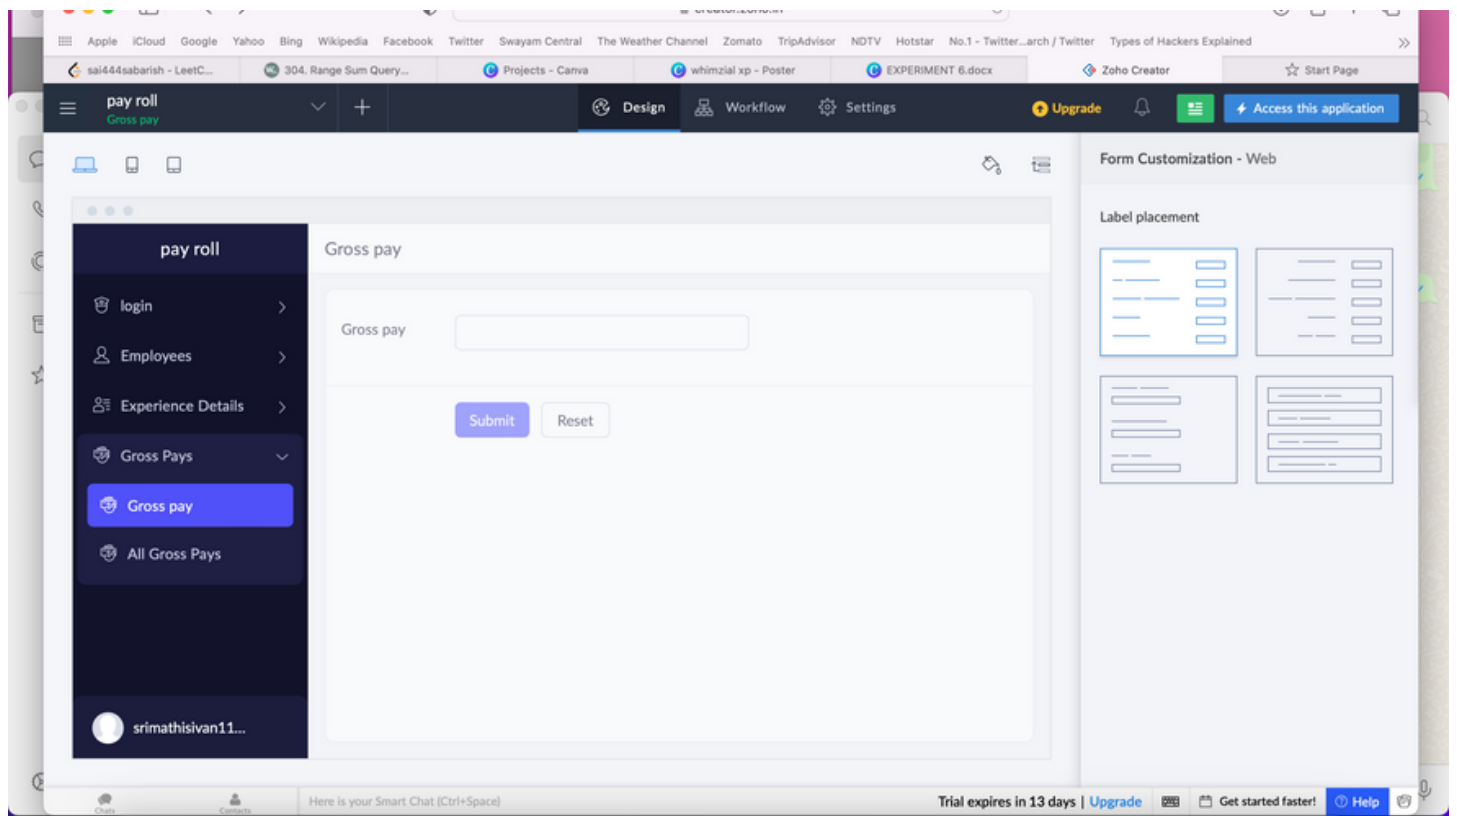 Apple iCloud Google Yahoo Bing Wikipedia Facebook Twitter Swayam Central The Weather Channel Zomato TripAdvisor NDTV Hotstar No.1 - Twitter...arch / Twitter Types of Hackers Explained
sai444sabarish - LeetC... 304. Range Sum Query... Projects - Canva whimzial xp - Poster EXPERIMENT 6.docx Zoho Creator Start Page
pay roll
Gross pay
Design Workflow Settings Upgrade Access this application
Form Customization - Web
Label placement
pay roll
Gross pay
login
Gross pay
Employees
Experience Details
Submit Reset
Gross Pays
Gross pay
All Gross Pays
srimathisivan11...
Chats Contacts Here is your Smart Chat (Ctrl+Space) Trial expires in 13 days | Upgrade Get started faster! Help